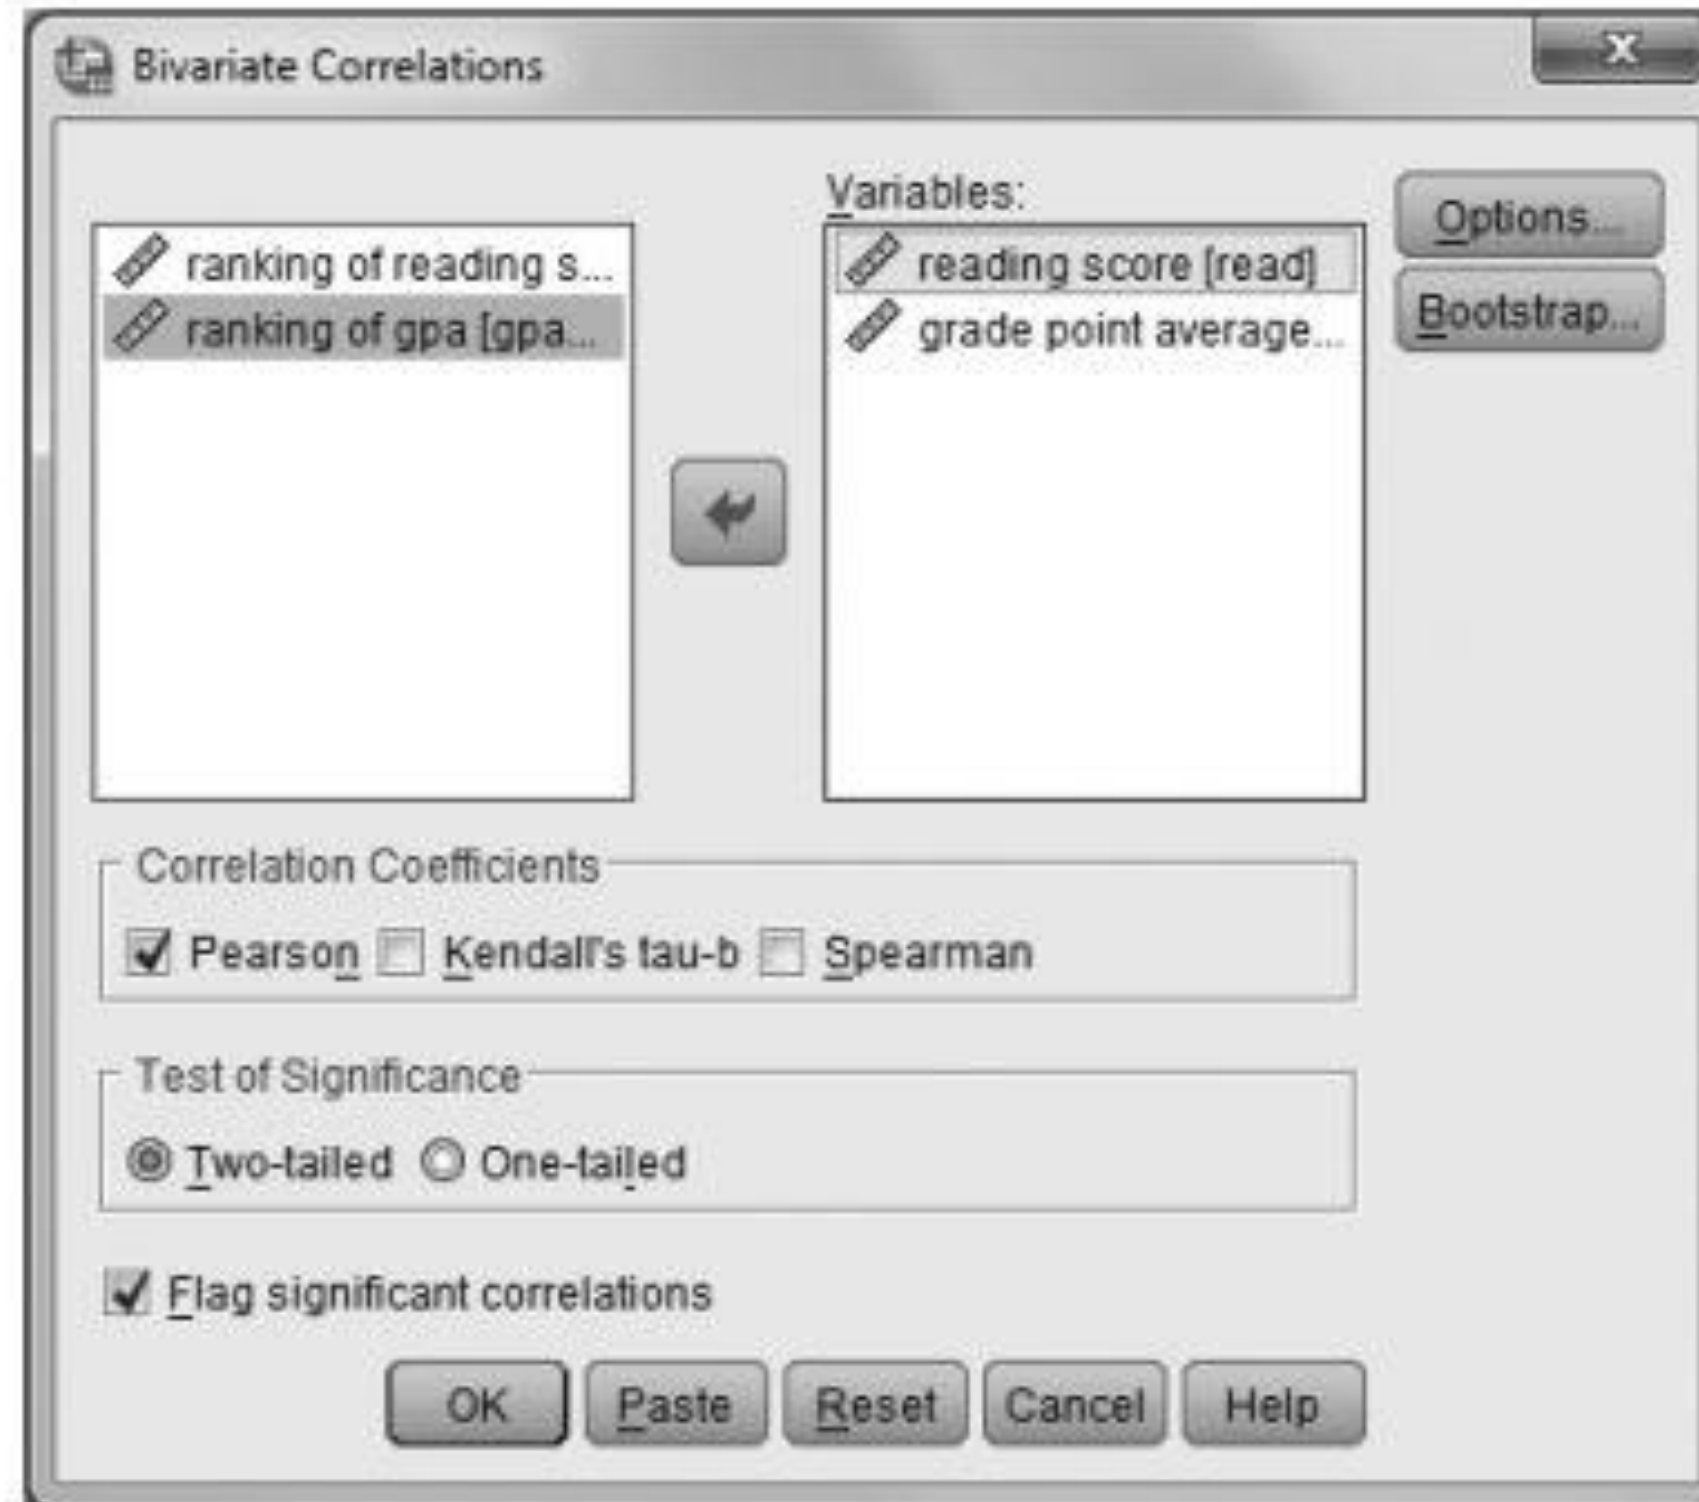 Bivariate Correlations
Variables:
ranking of reading s...
ranking of gpa [gpa...
reading score [read]
grade point average...
Options...
Bootstrap...
Correlation Coefficients
Pearson Kendall's tau-b Spearman
Test of Significance
Two-tailed One-tailed
Flag significant correlations
OK Paste Reset Cancel Help